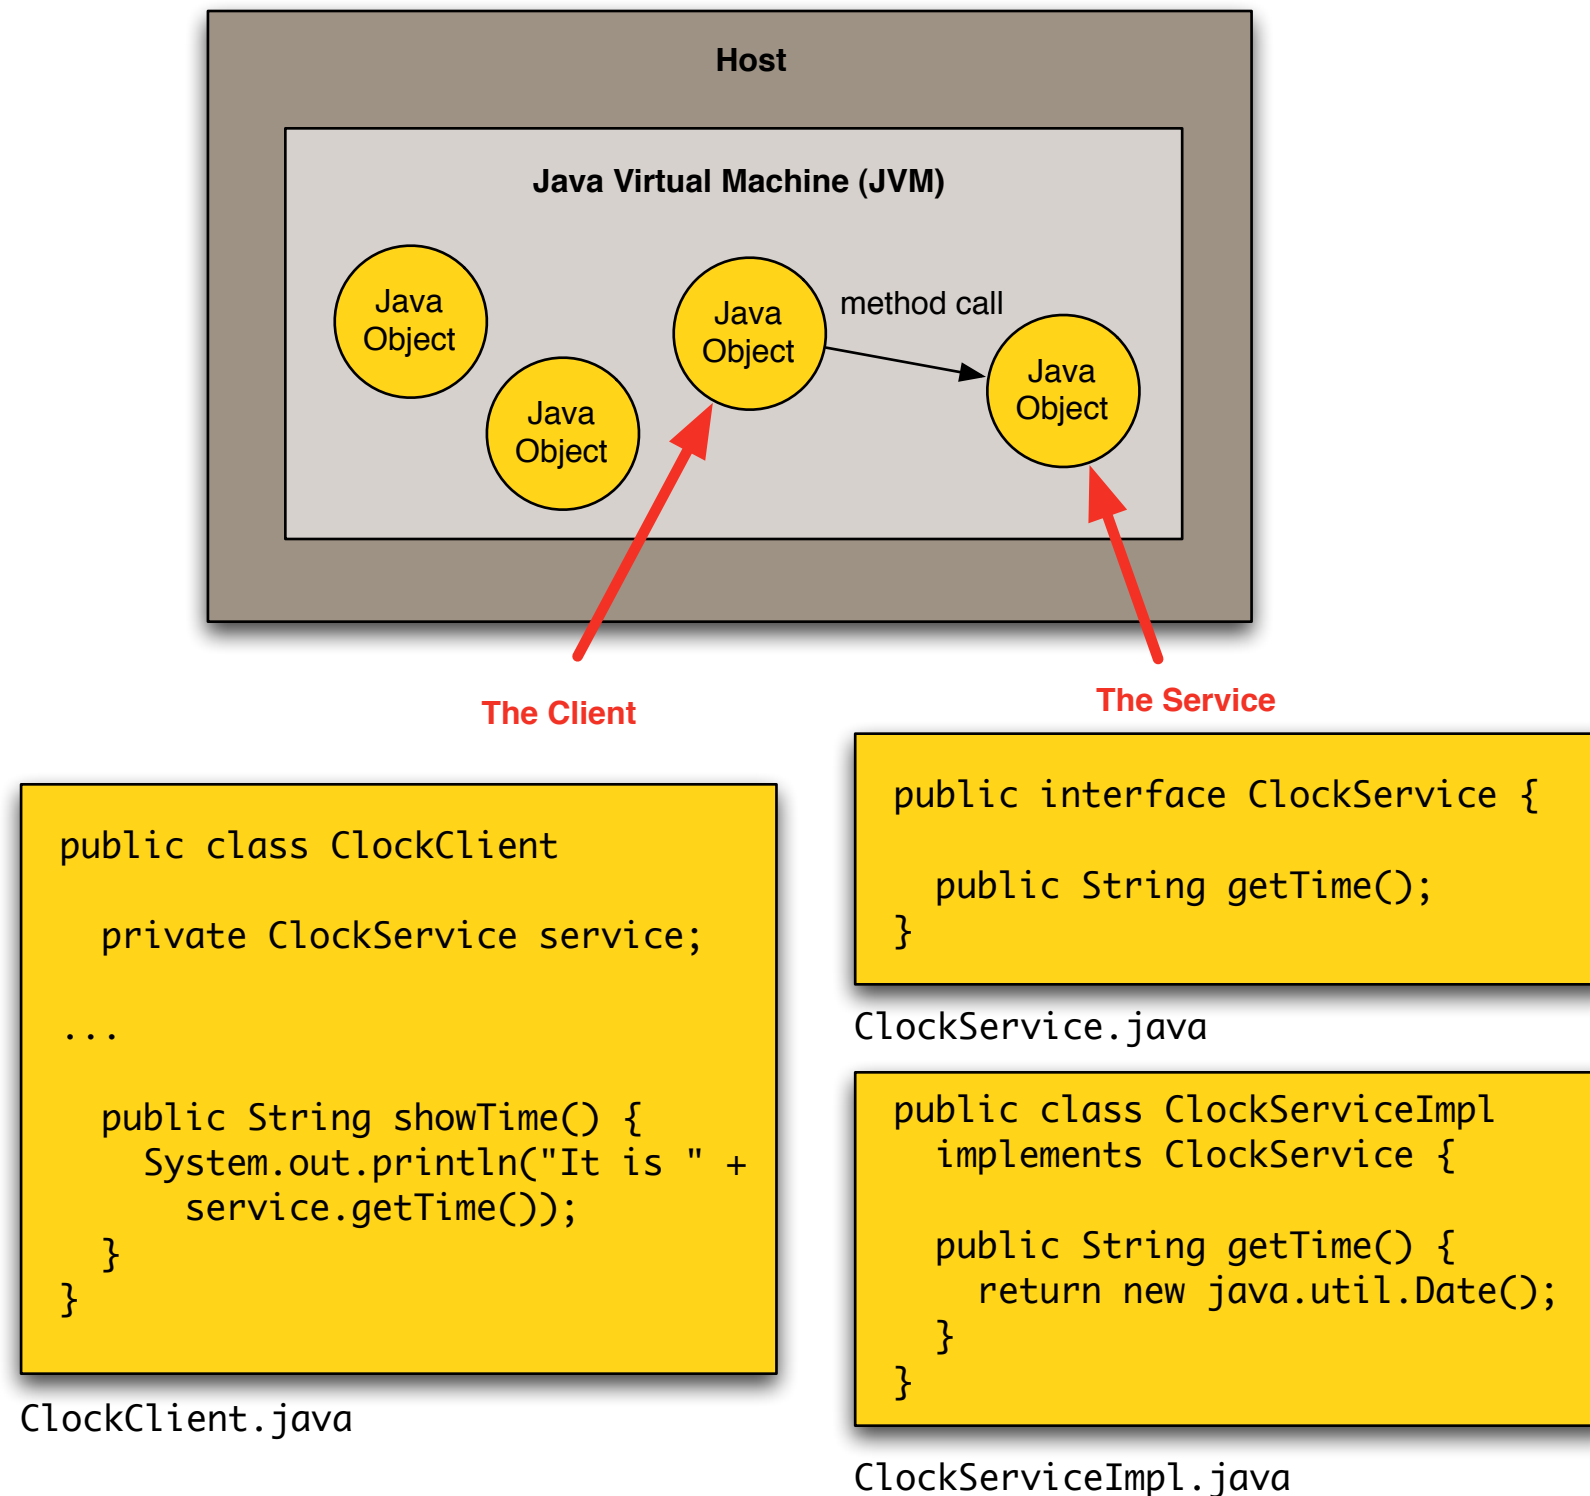 Host
Java Virtual Machine (JVM)
Java
Object
Java
Object
Java
Object
method call
Java
Object
The Client
The Service
public class ClockClient
private ClockService service;
...
public String showTime() {
System.out.println("It is " +
service.getTime());
}
}
ClockClient.java
public interface ClockService {
public String getTime();
}
ClockService.java
public class ClockServiceImpl
implements ClockService {
public String getTime() {
return new java.util.Date();
}
}
ClockServiceImpl.java